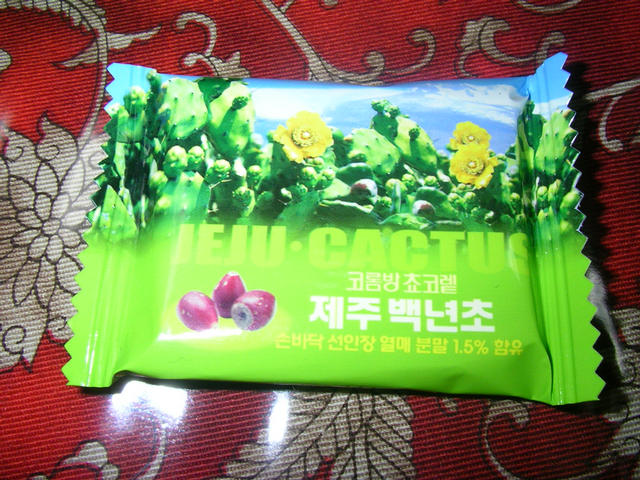 JEJU·CACTUS
코롬방 쵸코렡
제주 백년초
손바닥 선인장 열매 분말 1.5% 함유